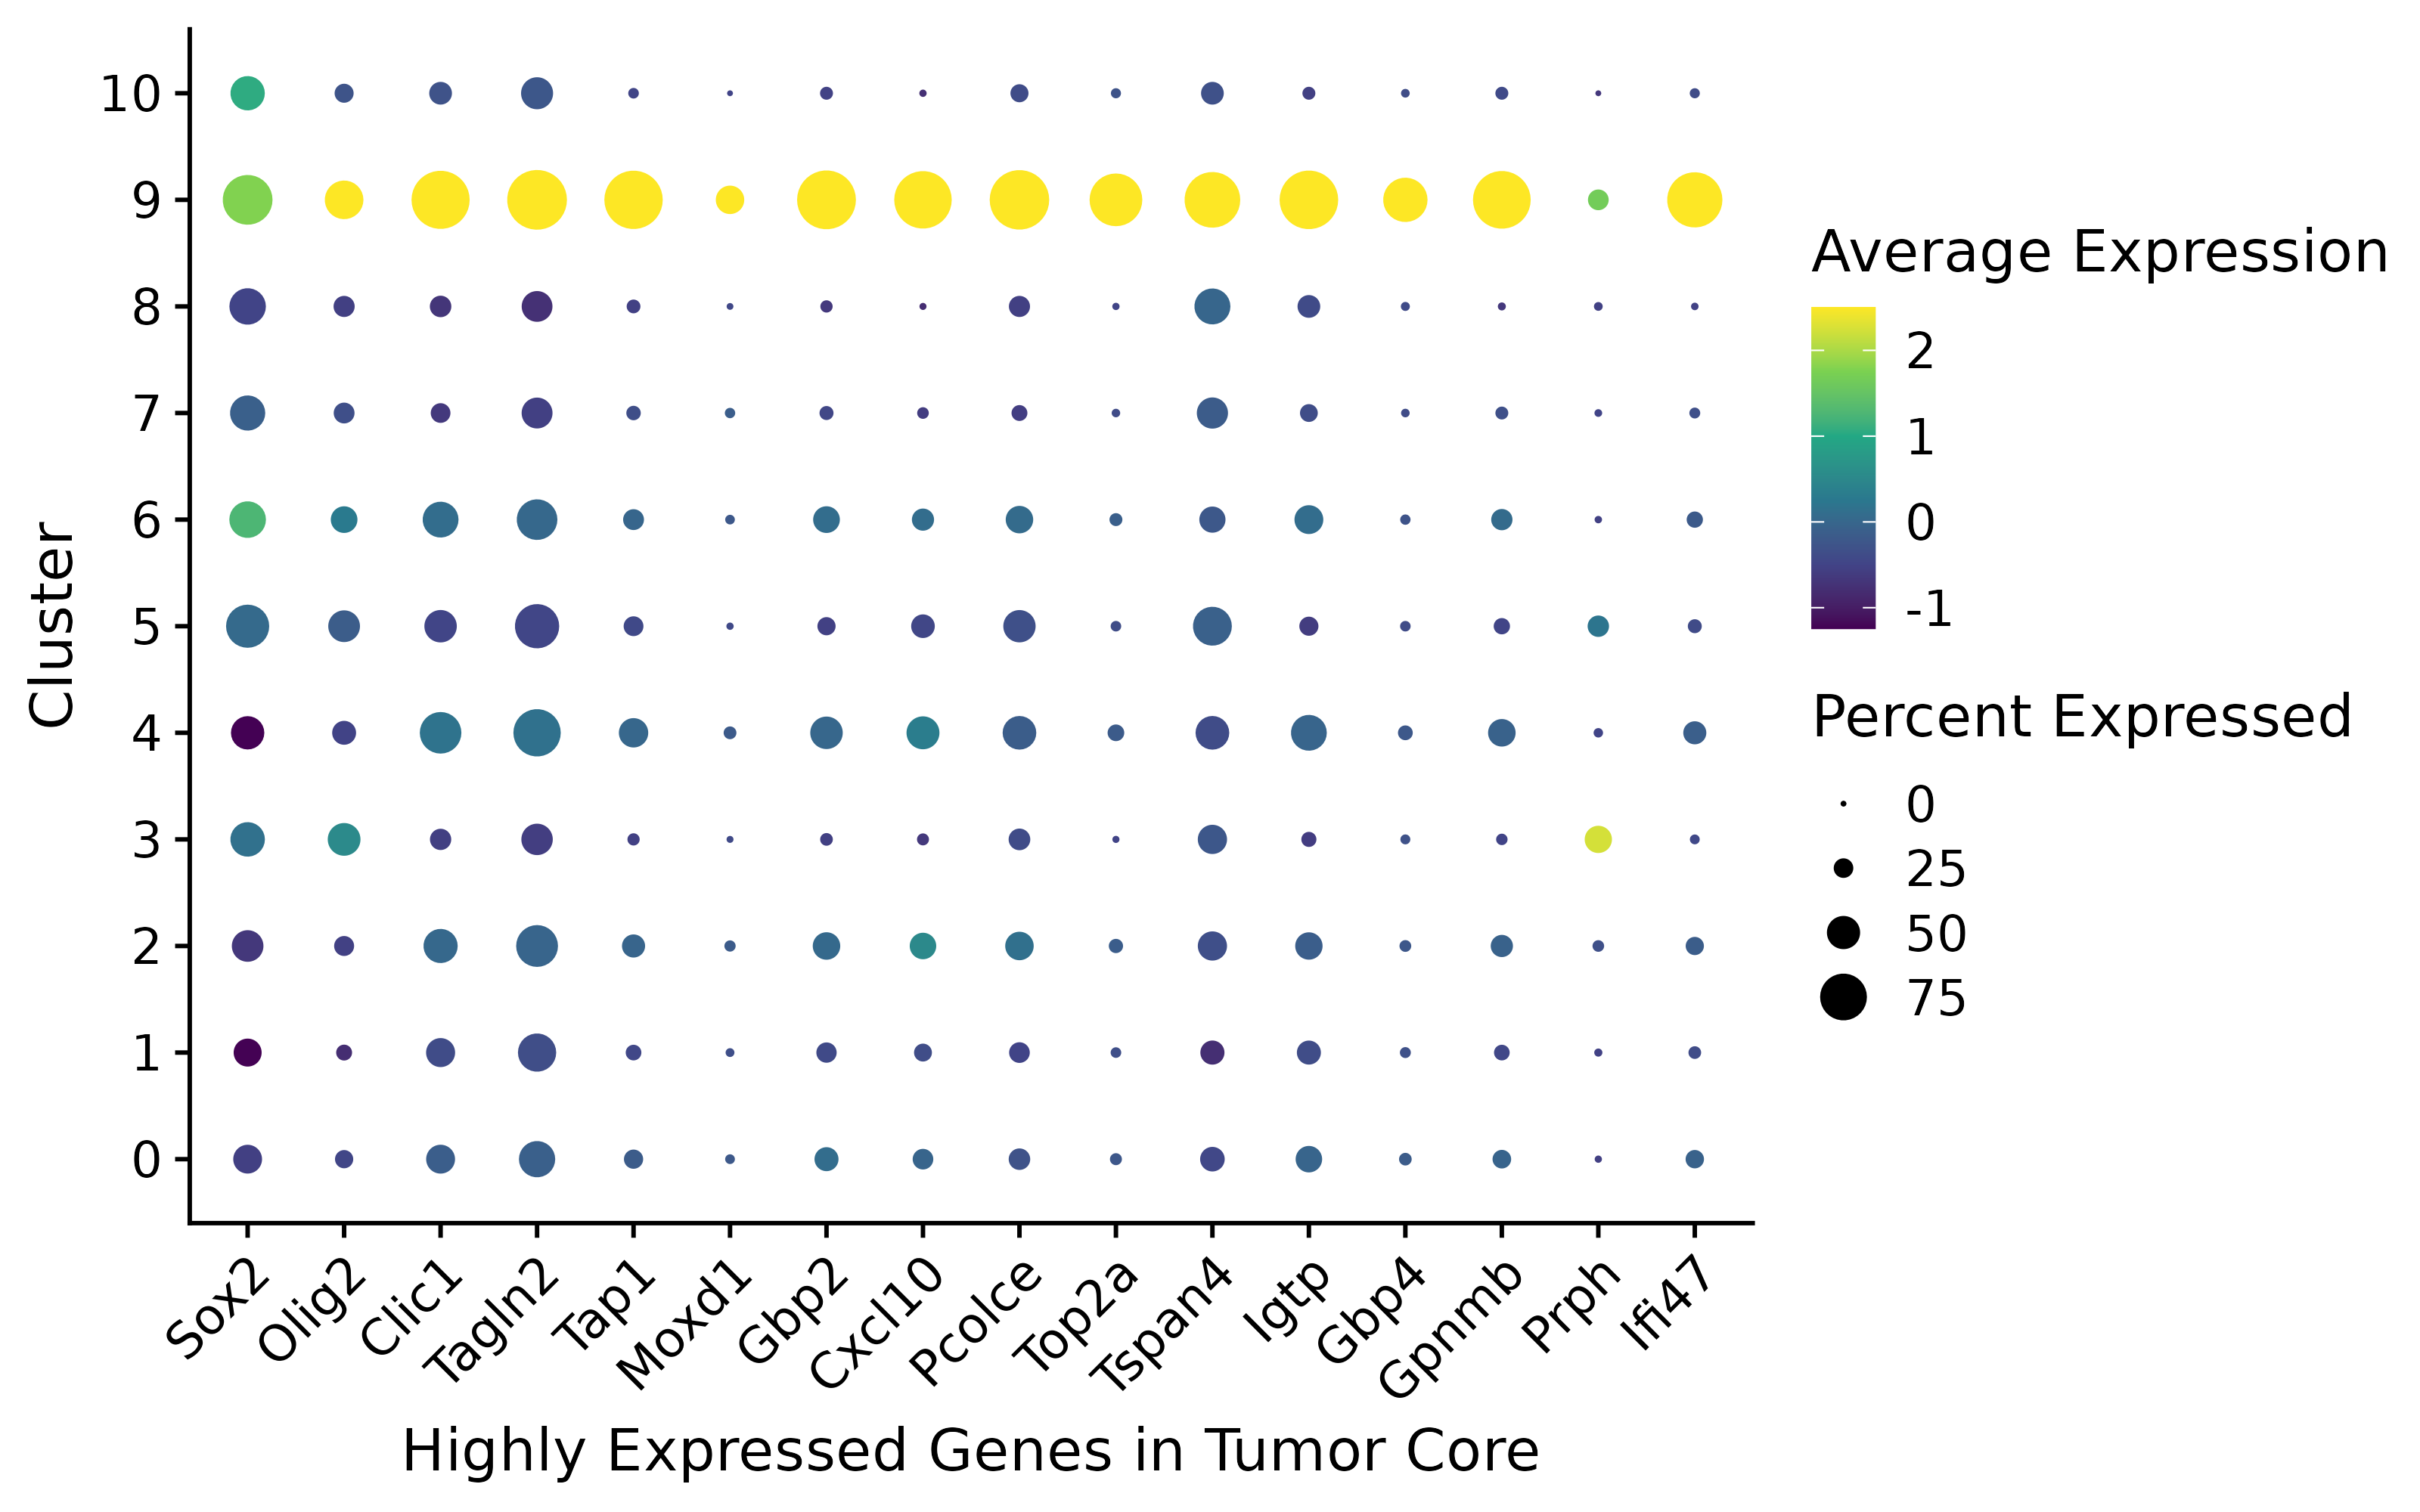 10
9
8
7
6
5
4
3
2
1
0
Cluster
Sox2
Olig2
Clic1
Tagln2
Tap1
Moxd1
Gbp2
Cxcl10
Pcolce
Top2a
Tspan4
Igtp
Gbp4
Gpnmb
Prph
Ifi47
Highly Expressed Genes in Tumor Core
Average Expression
2
1
0
-1
Percent Expressed
0
25
50
75